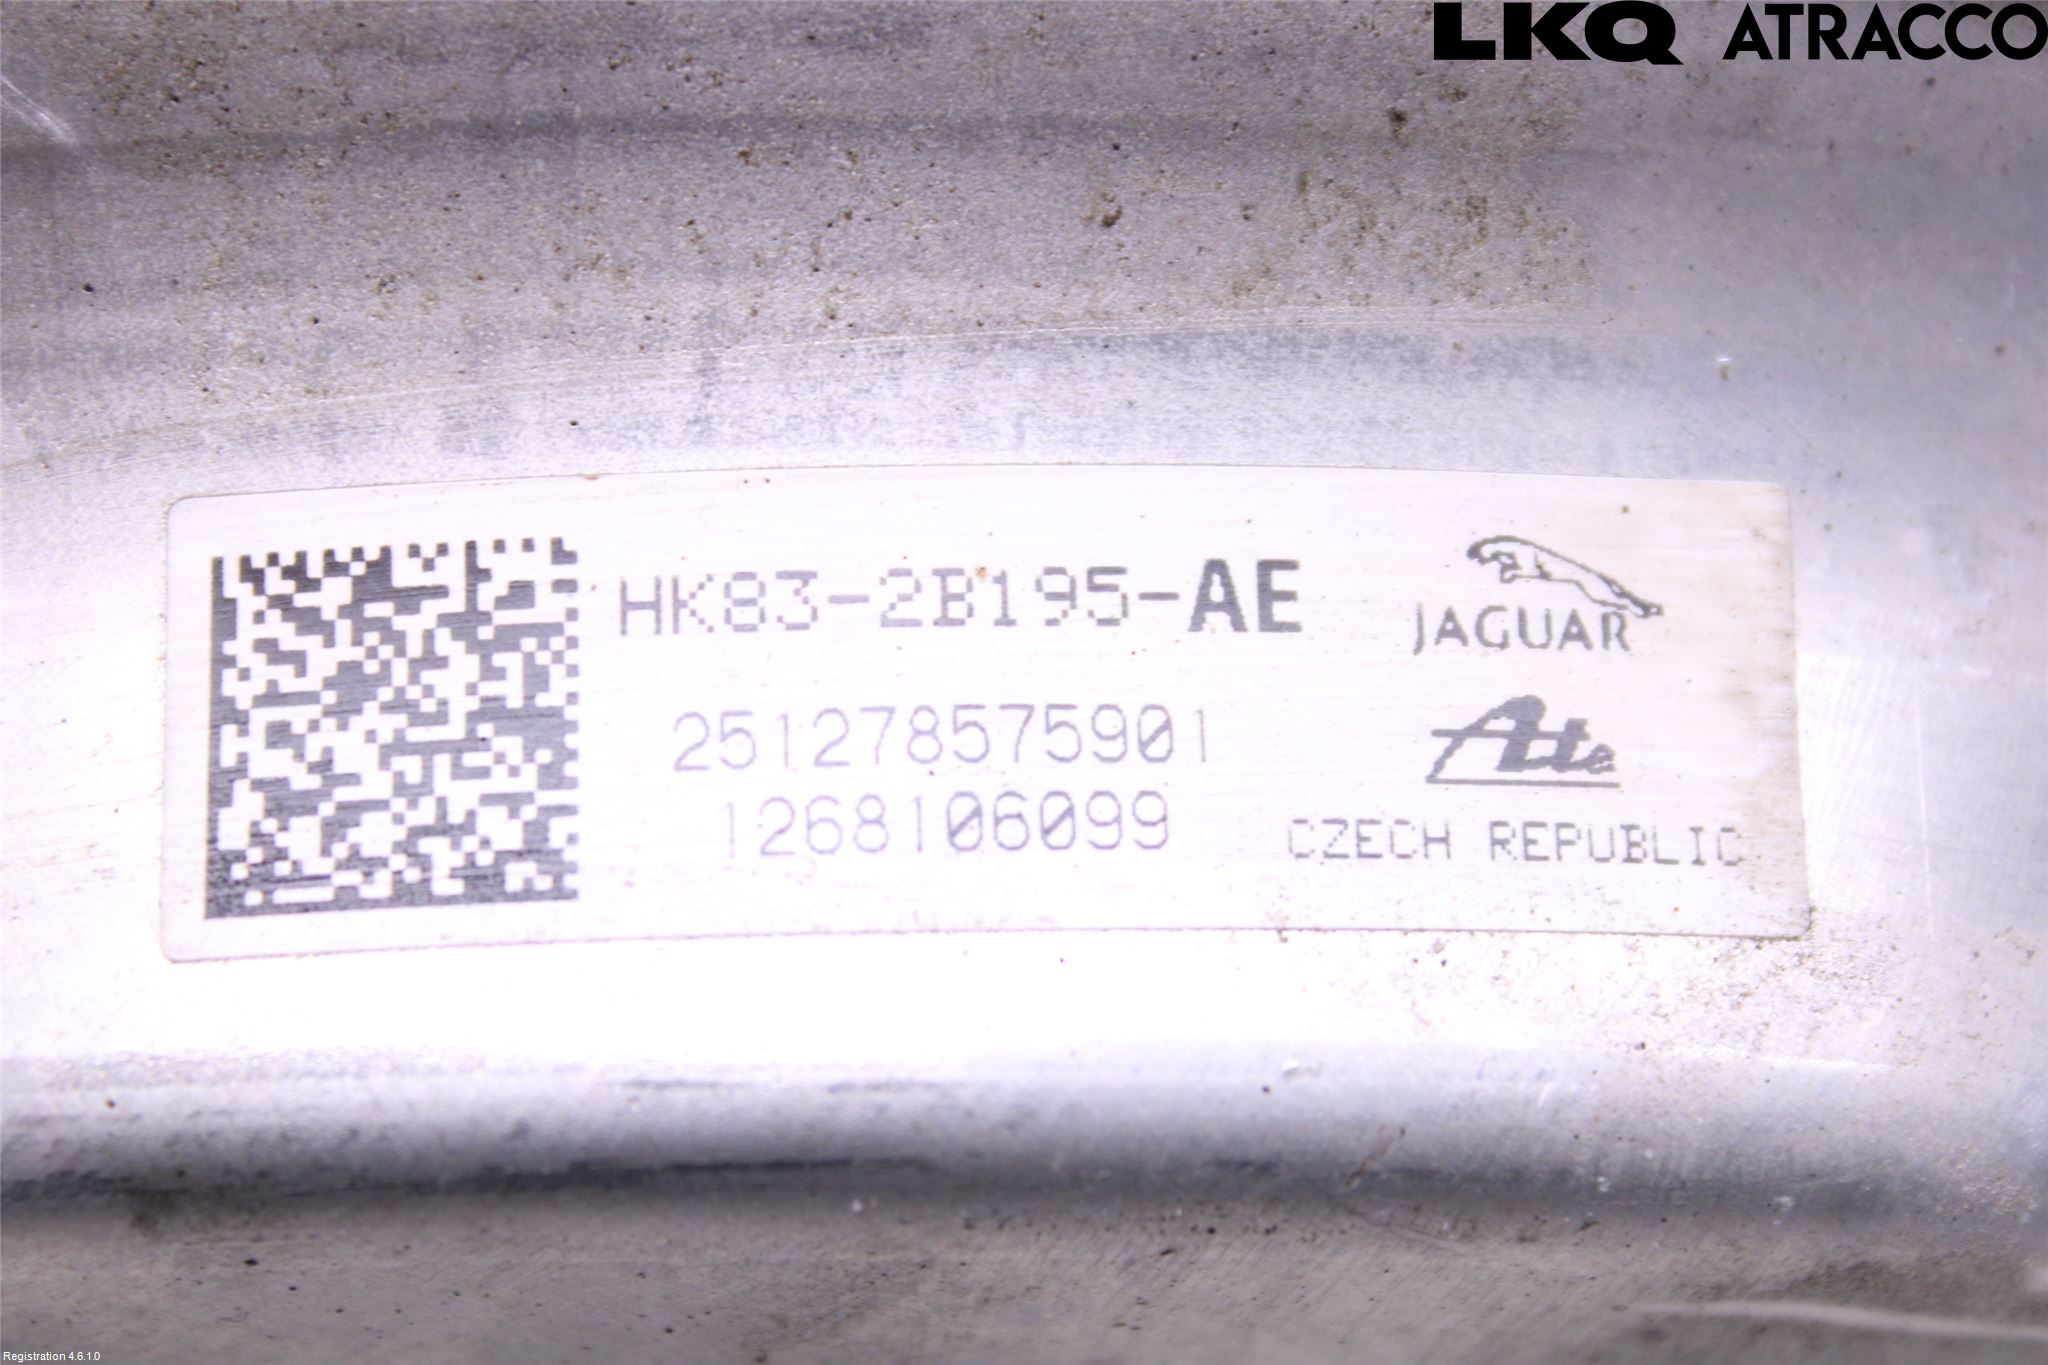 LKQ ATRACCO
HK83-2B195-AE
JAGUAR
251278575901
Ate
1268106099
CZECH REPUBLIC
Registration 4.6.1.0